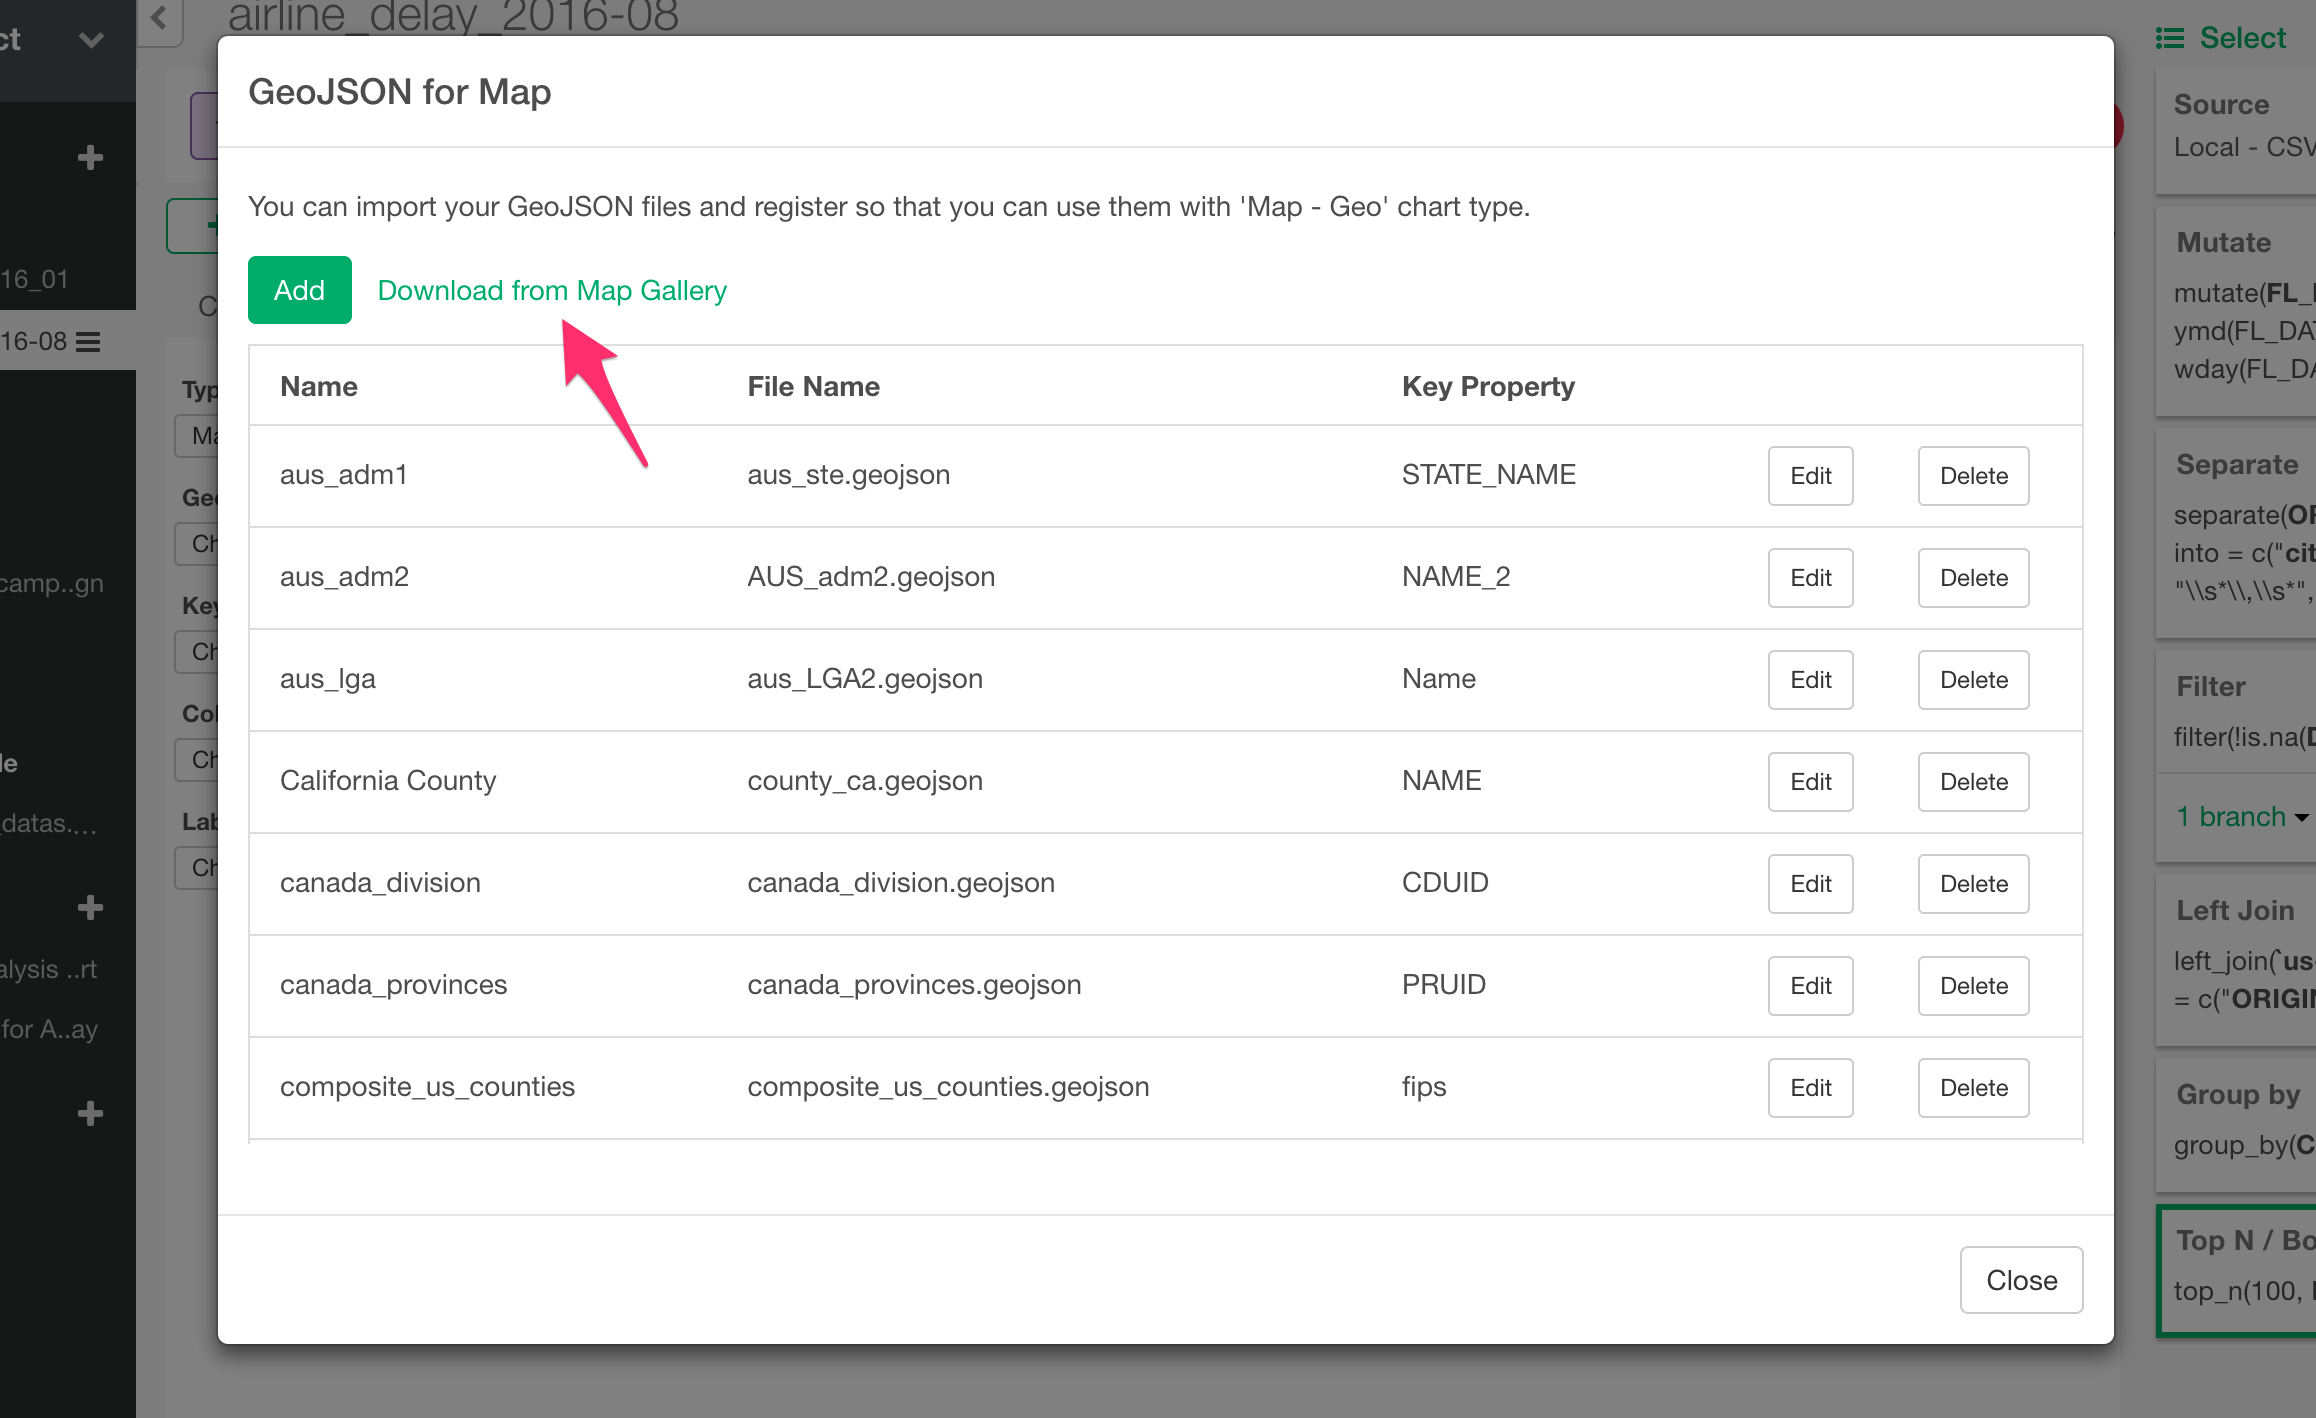 airline_delay_2016-08
Select
GeoJSON for Map
You can import your GeoJSON files and register so that you can use them with 'Map - Geo' chart type.
Add
Download from Map Gallery
Name File Name Key Property
aus_adm1 aus_ste.geojson STATE_NAME Edit Delete
aus_adm2 AUS_adm2.geojson NAME_2 Edit Delete
aus_lga aus_LGA2.geojson Name Edit Delete
California County county_ca.geojson NAME Edit Delete
canada_division canada_division.geojson CDUID Edit Delete
canada_provinces canada_provinces.geojson PRUID Edit Delete
composite_us_counties composite_us_counties.geojson fips Edit Delete
Close
ct
16_01
16-08
camp..gn
le
_datas....
alysis ..rt
for A..ay
C
Typ
Ma
Geo
Ch
Key
Ch
Col
Ch
Lab
Ch
Source
Local - CSV
Mutate
mutate(FL_
ymd(FL_DA
wday(FL_DA
Separate
separate(OR
into = c("cit
"\\s*\\,\\s*",
Filter
filter(!is.na(D
1 branch
Left Join
left_join(`us
= c("ORIGIN
Group by
group_by(C
Top N / Bo
top_n(100,